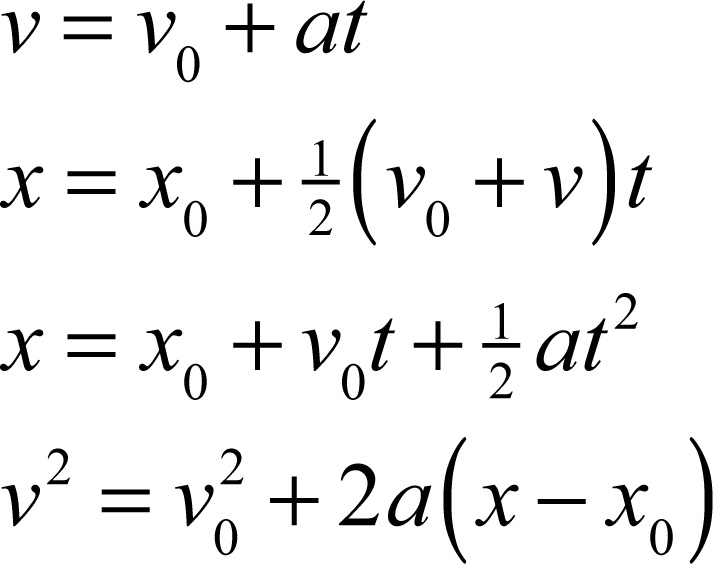 v = v₀ + at
x = x₀ + ½(v₀ + v)t
x = x₀ + v₀t + ½at²
v² = v₀² + 2a(x − x₀)